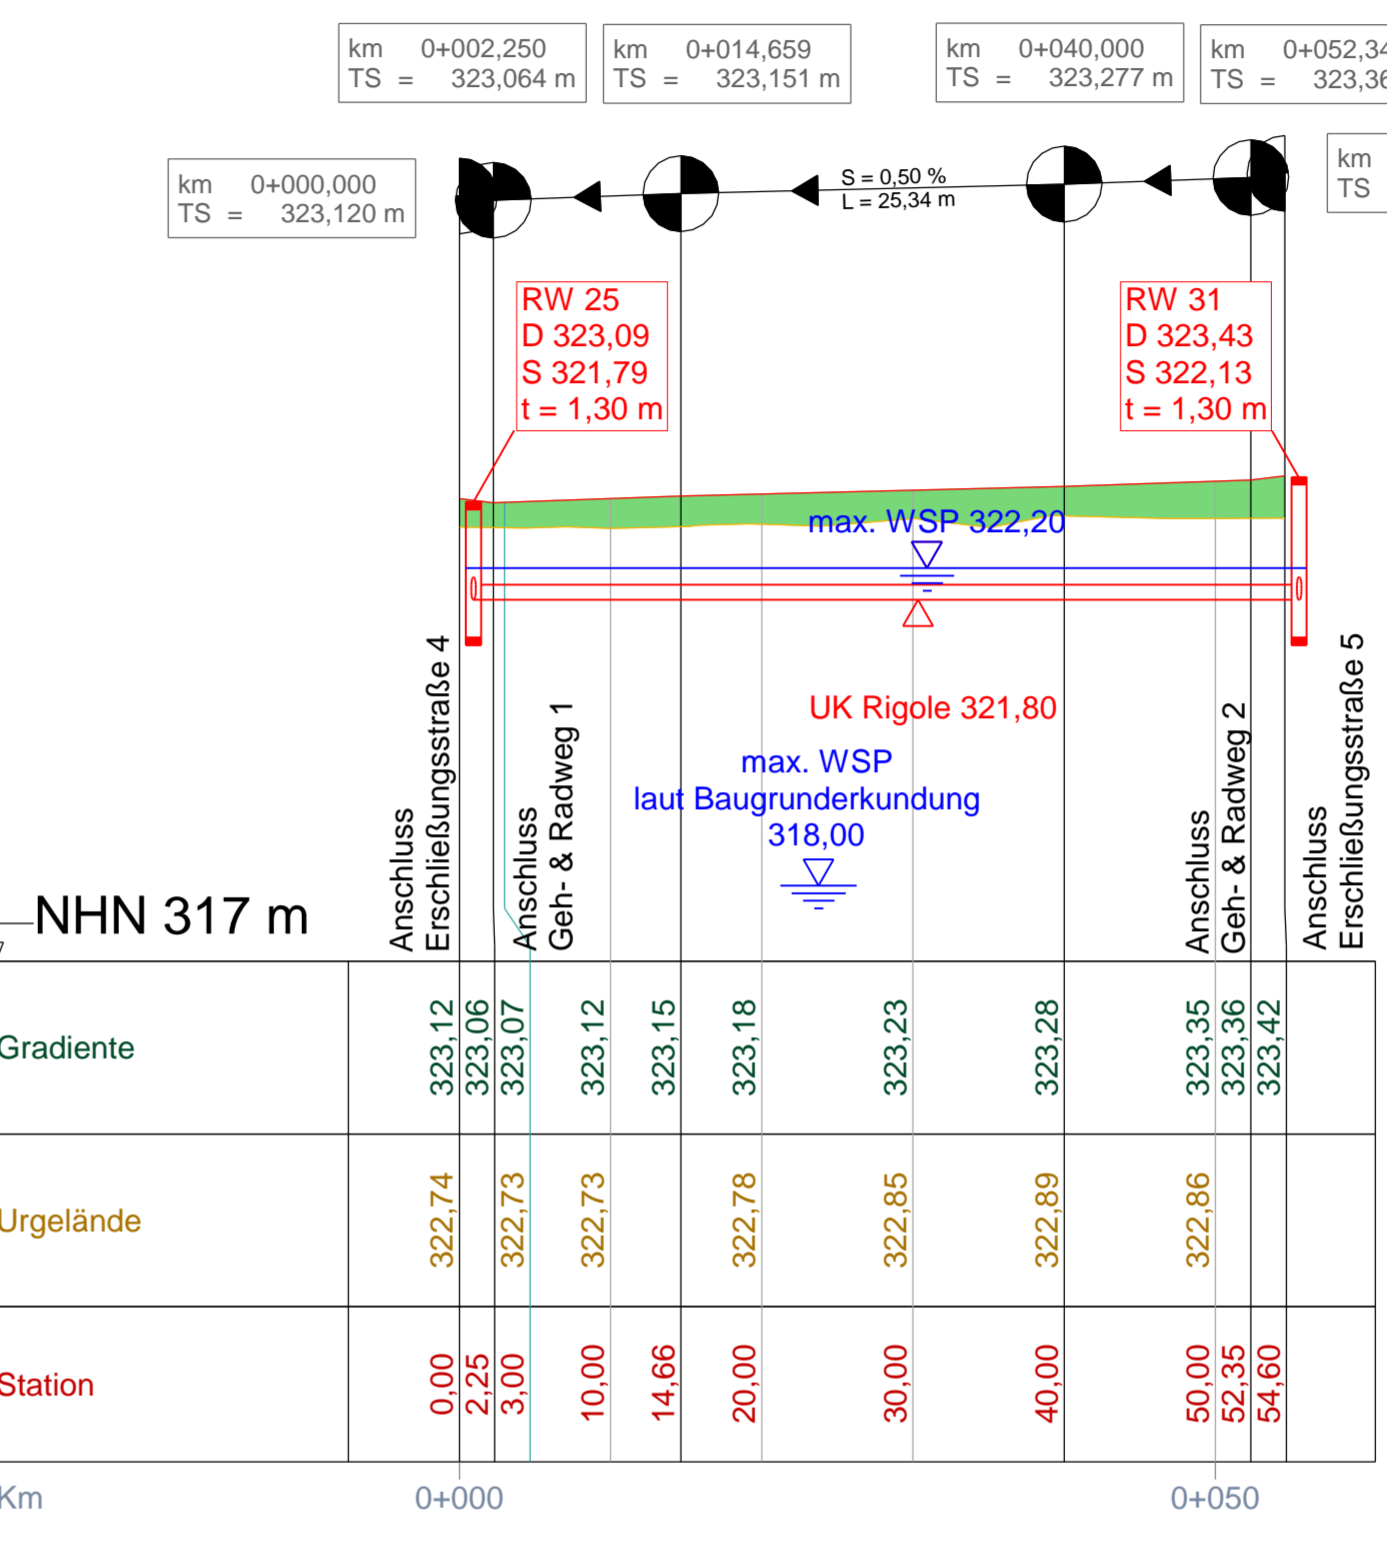 km 0+002,250
TS = 323,064 m
km 0+014,659
TS = 323,151 m
km 0+040,000
TS = 323,277 m
km 0+052,34
TS = 323,36
km 0+000,000
TS = 323,120 m
km
TS
S = 0,50 %
L = 25,34 m
RW 25
D 323,09
S 321,79
t = 1,30 m
RW 31
D 323,43
S 322,13
t = 1,30 m
max. WSP 322,20
UK Rigole 321,80
max. WSP
laut Baugrunderkundung
318,00
Anschluss
Erschließungsstraße 4
Anschluss
Geh- & Radweg 1
Anschluss
Geh- & Radweg 2
Anschluss
Erschließungsstraße 5
NHN 317 m
Gradiente 323,12 323,06 323,07 323,12 323,15 323,18 323,23 323,28 323,35 323,36 323,42
Urgelände 322,74 322,73 322,73 322,78 322,85 322,89 322,86
Station 0,00 2,25 3,00 10,00 14,66 20,00 30,00 40,00 50,00 52,35 54,60
Km 0+000 0+050